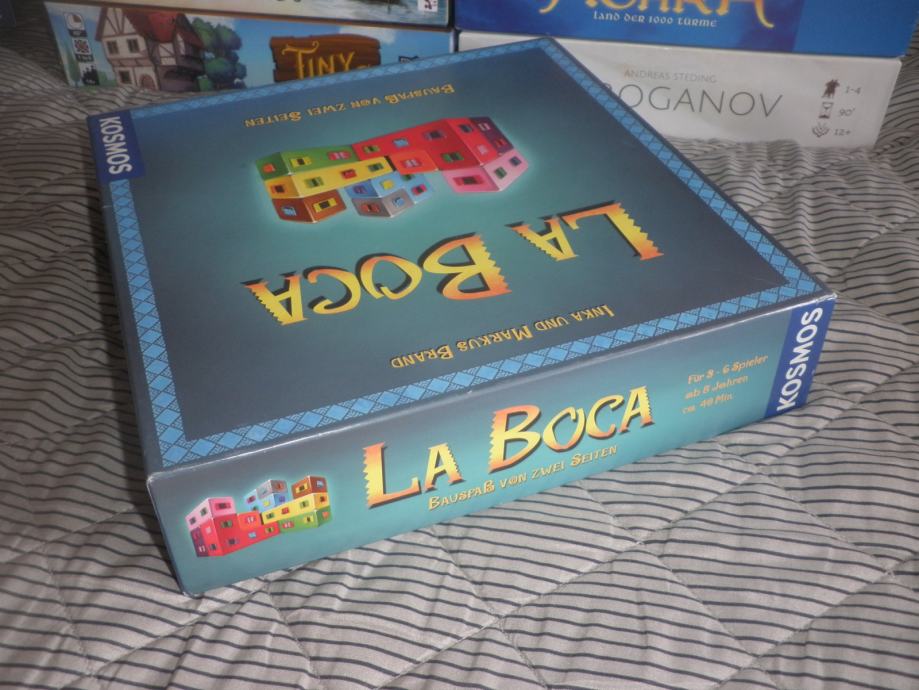 TINY
LAND DER 1000 TÜRME
ANDREAS STEDING
OGANOV
1-4
90'
12+
KOSMOS
INKA UND MARKUS BRAND
LA BOCA
BAUSPAß VON ZWEI SEITEN
LA BOCA
BAUSPAß VON ZWEI SEITEN
Für 3 - 6 Spieler
ab 8 Jahren
ca. 40 Min.
KOSMOS